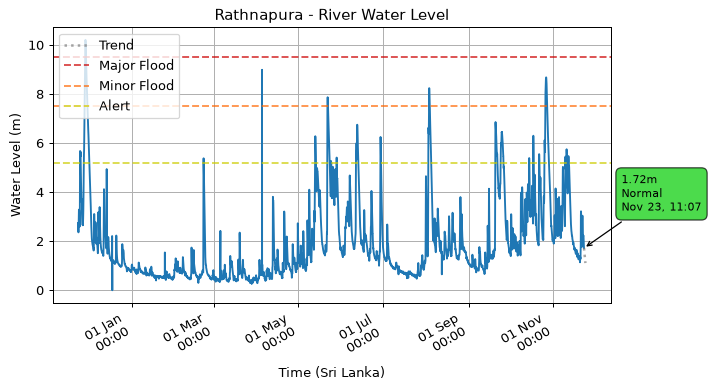 Rathnapura - River Water Level
Trend
Major Flood
Minor Flood
Alert
Water Level (m)
10
8
6
4
2
0
1.72m
Normal
Nov 23, 11:07
01 Jan
00:00
01 Mar
00:00
01 May
00:00
01 Jul
00:00
01 Sep
00:00
01 Nov
00:00
Time (Sri Lanka)